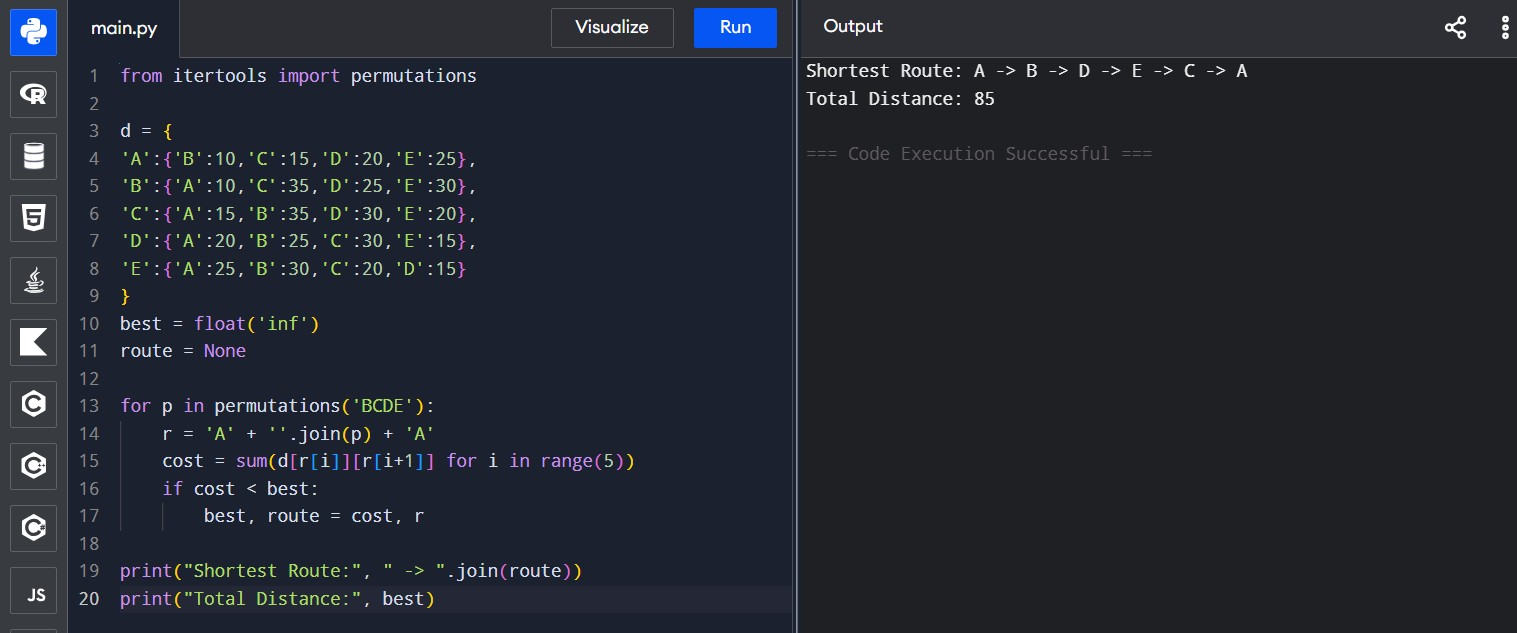 main.py
Visualize
Run
1 from itertools import permutations
2
3 d = {
4 'A':{'B':10,'C':15,'D':20,'E':25},
5 'B':{'A':10,'C':35,'D':25,'E':30},
6 'C':{'A':15,'B':35,'D':30,'E':20},
7 'D':{'A':20,'B':25,'C':30,'E':15},
8 'E':{'A':25,'B':30,'C':20,'D':15}
9 }
10 best = float('inf')
11 route = None
12
13 for p in permutations('BCDE'):
14     r = 'A' + ''.join(p) + 'A'
15     cost = sum(d[r[i]][r[i+1]] for i in range(5))
16     if cost < best:
17         best, route = cost, r
18
19 print("Shortest Route:", " -> ".join(route))
20 print("Total Distance:", best)
Output
Shortest Route: A -> B -> D -> E -> C -> A
Total Distance: 85
=== Code Execution Successful ===
R
5
C
C++
C#
JS